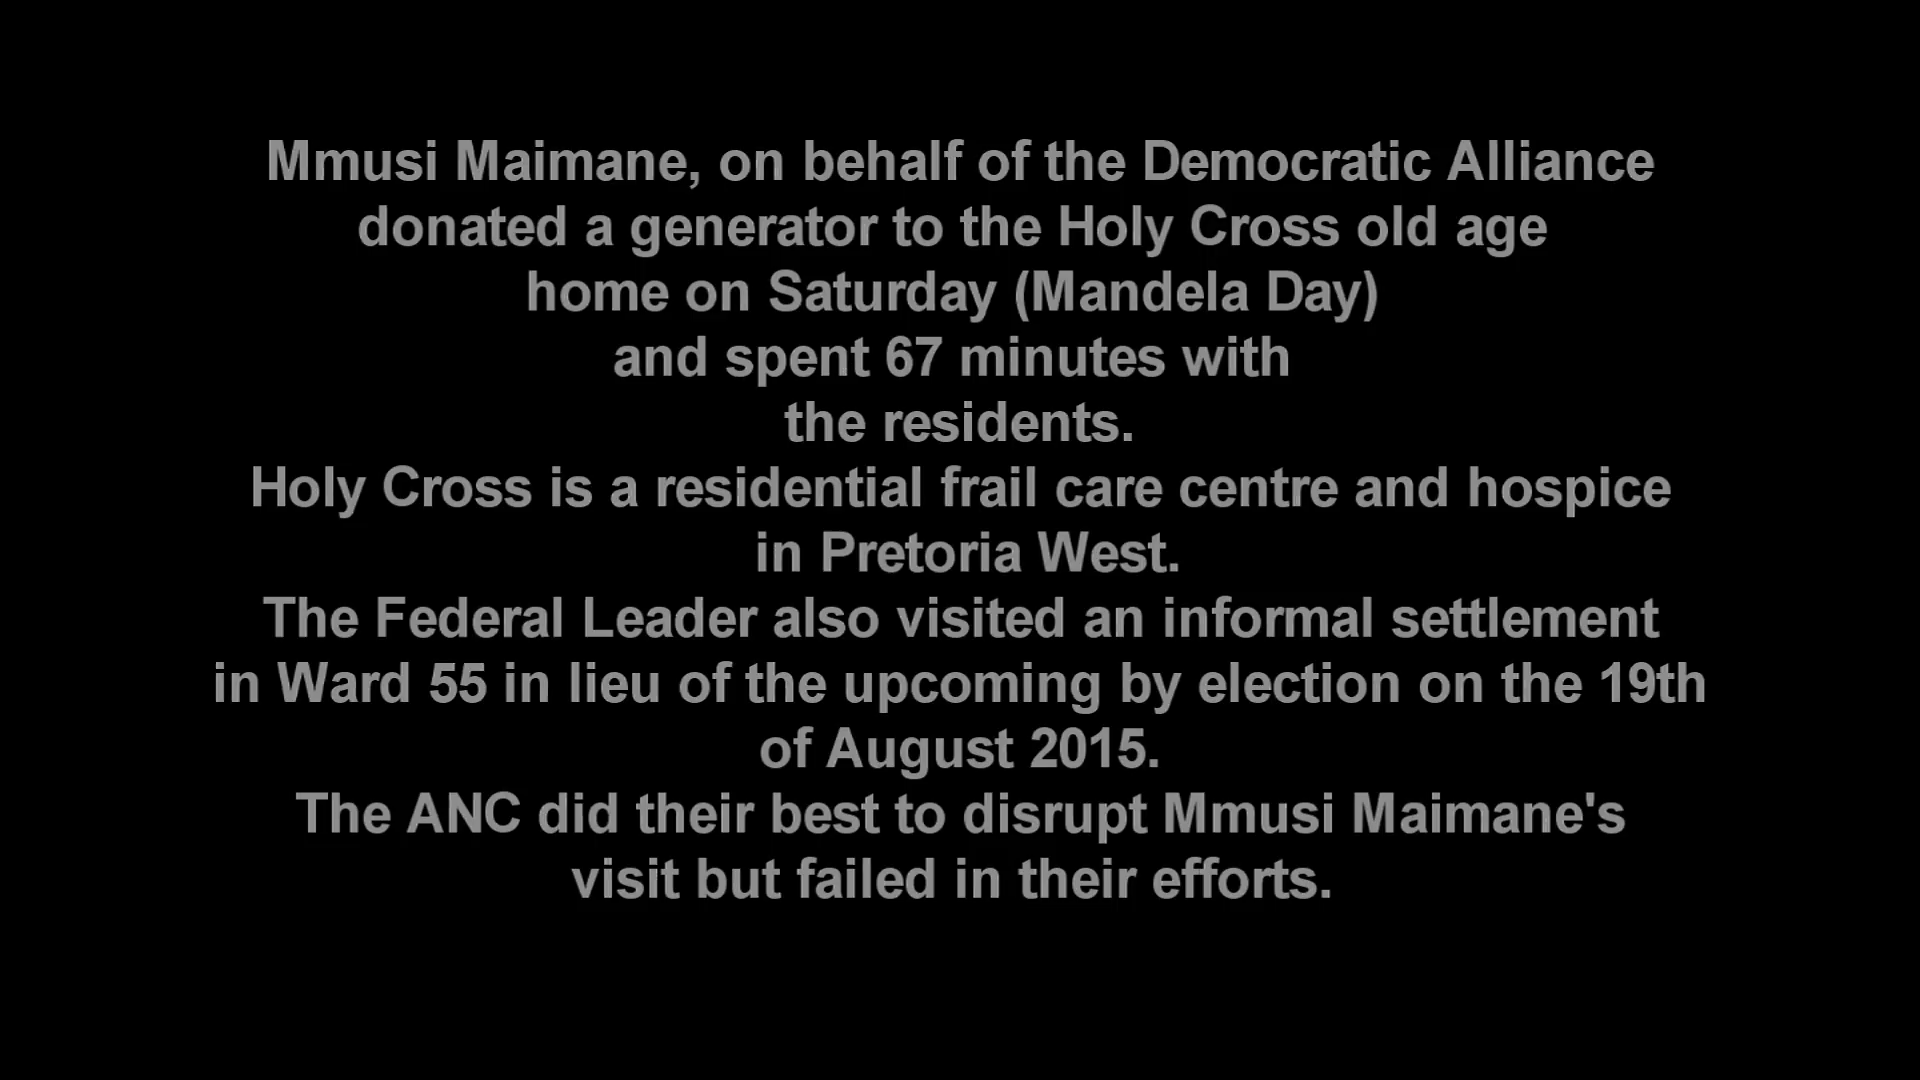 Mmusi Maimane, on behalf of the Democratic Alliance
donated a generator to the Holy Cross old age
home on Saturday (Mandela Day)
and spent 67 minutes with
the residents.
Holy Cross is a residential frail care centre and hospice
in Pretoria West.
The Federal Leader also visited an informal settlement
in Ward 55 in lieu of the upcoming by election on the 19th
of August 2015.
The ANC did their best to disrupt Mmusi Maimane's
visit but failed in their efforts.